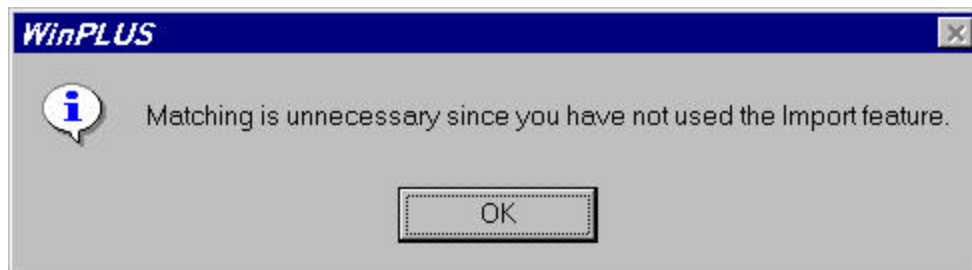 WinPLUS
Matching is unnecessary since you have not used the Import feature.
OK